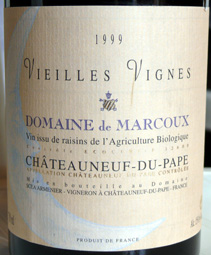 1999
VIEILLES VIGNES
DOMAINE de MARCOUX
Vin issu de raisins de l'Agriculture Biologique
CHÂTEAUNEUF-DU-PAPE
APPELLATION CHÂTEAUNEUF DU PAPE CONTRÔLÉE
Mis en bouteille au Domaine
ARMENIER - VIGNERON À CHÂTEAUNEUF-DU-PAPE - FRANCE
PRODUIT DE FRANCE